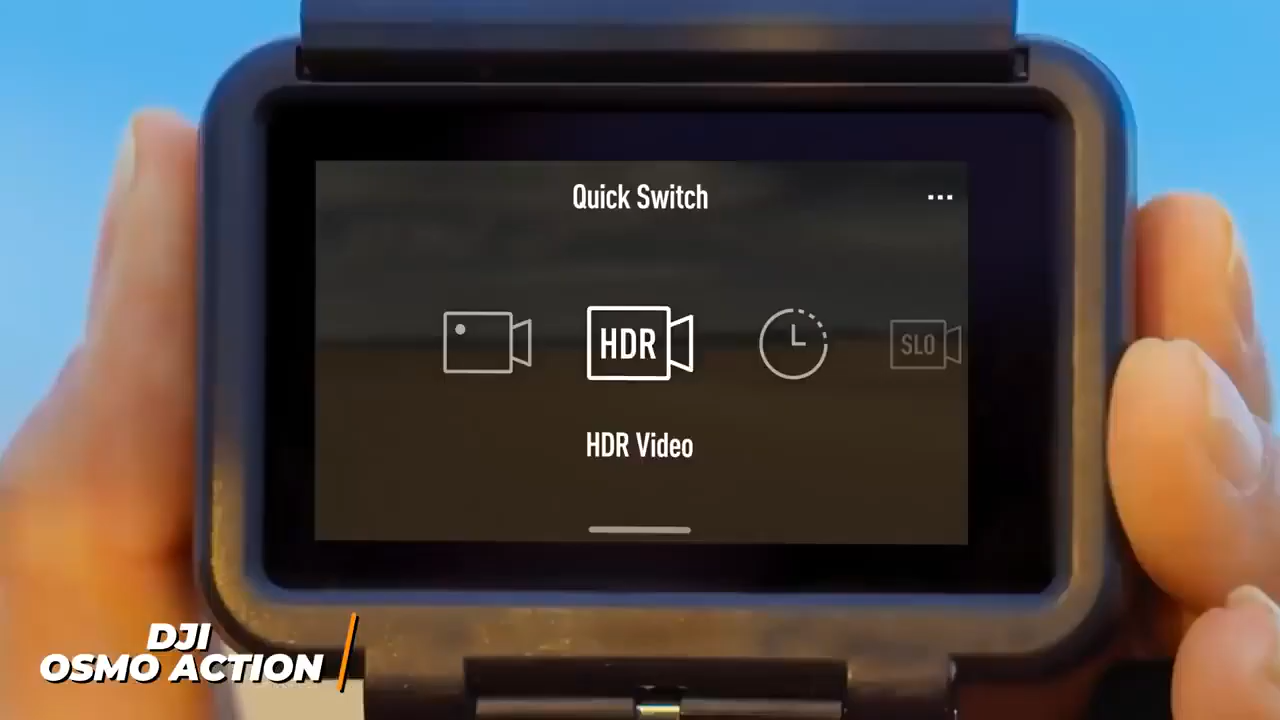 Quick Switch
HDR
SLO
HDR Video
DJI
OSMO ACTION